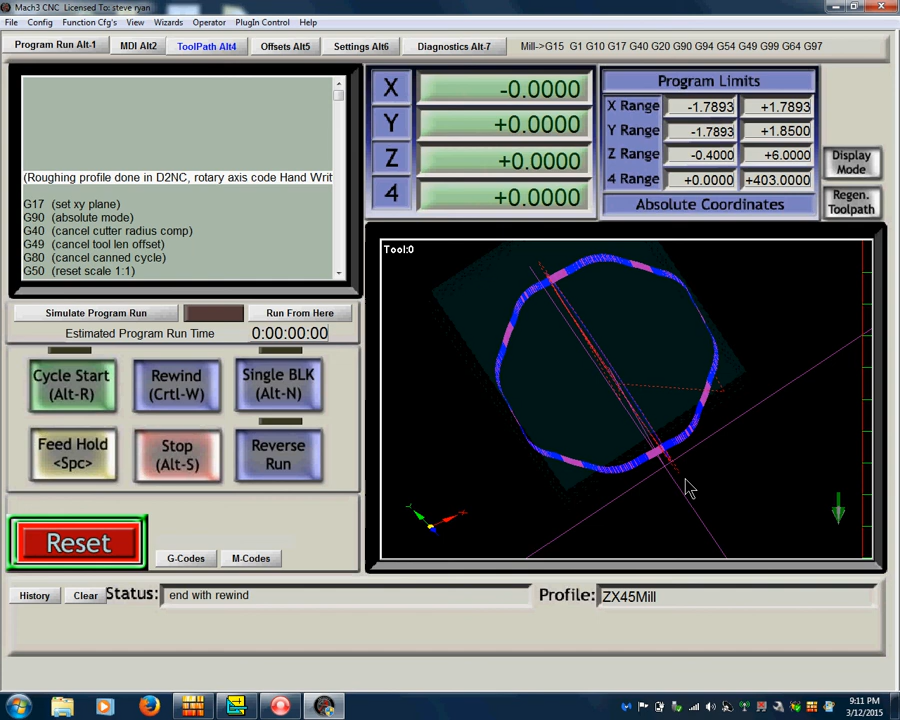 Mach3 CNC Licensed To: steve ryan
File Config Function Cfg's View Wizards Operator PlugIn Control Help
Program Run Alt-1 MDI Alt2 ToolPath Alt4 Offsets Alt5 Settings Alt6 Diagnostics Alt-7 Mill->G15 G1 G10 G17 G40 G20 G90 G94 G54 G49 G99 G64 G97
(Roughing profile done in D2NC, rotary axis code Hand Writ
G17 (set xy plane)
G90 (absolute mode)
G40 (cancel cutter radius comp)
G49 (cancel tool len offset)
G80 (cancel canned cycle)
G50 (reset scale 1:1)
X -0.0000
Y +0.0000
Z +0.0000
4 +0.0000
Program Limits
X Range -1.7893 +1.7893
Y Range -1.7893 +1.8500
Z Range -0.4000 +6.0000
4 Range +0.0000 +403.0000
Absolute Coordinates
Display
Mode
Regen.
Toolpath
Tool:0
Simulate Program Run Run From Here
Estimated Program Run Time 0:00:00:00
Cycle Start
(Alt-R)
Rewind
(Crtl-W)
Single BLK
(Alt-N)
Feed Hold
<Spc>
Stop
(Alt-S)
Reverse
Run
Reset
G-Codes M-Codes
History Clear Status: end with rewind Profile: ZX45Mill
9:11 PM
3/12/2015